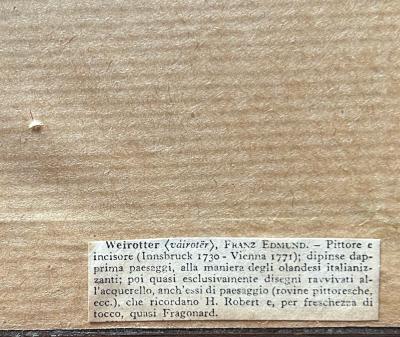 Weirotter (váirotĕr), FRANZ EDMUND. – Pittore e
incisore (Innsbruck 1730 - Vienna 1771); dipinse dap-
prima paesaggi, alla maniera degli olandesi italianiz-
zanti; poi quasi esclusivamente disegni ravvivati al-
l'acquerello, anch'essi di paesaggio (rovine pittoresche,
ecc.), che ricordano H. Robert e, per freschezza di
tocco, quasi Fragonard.